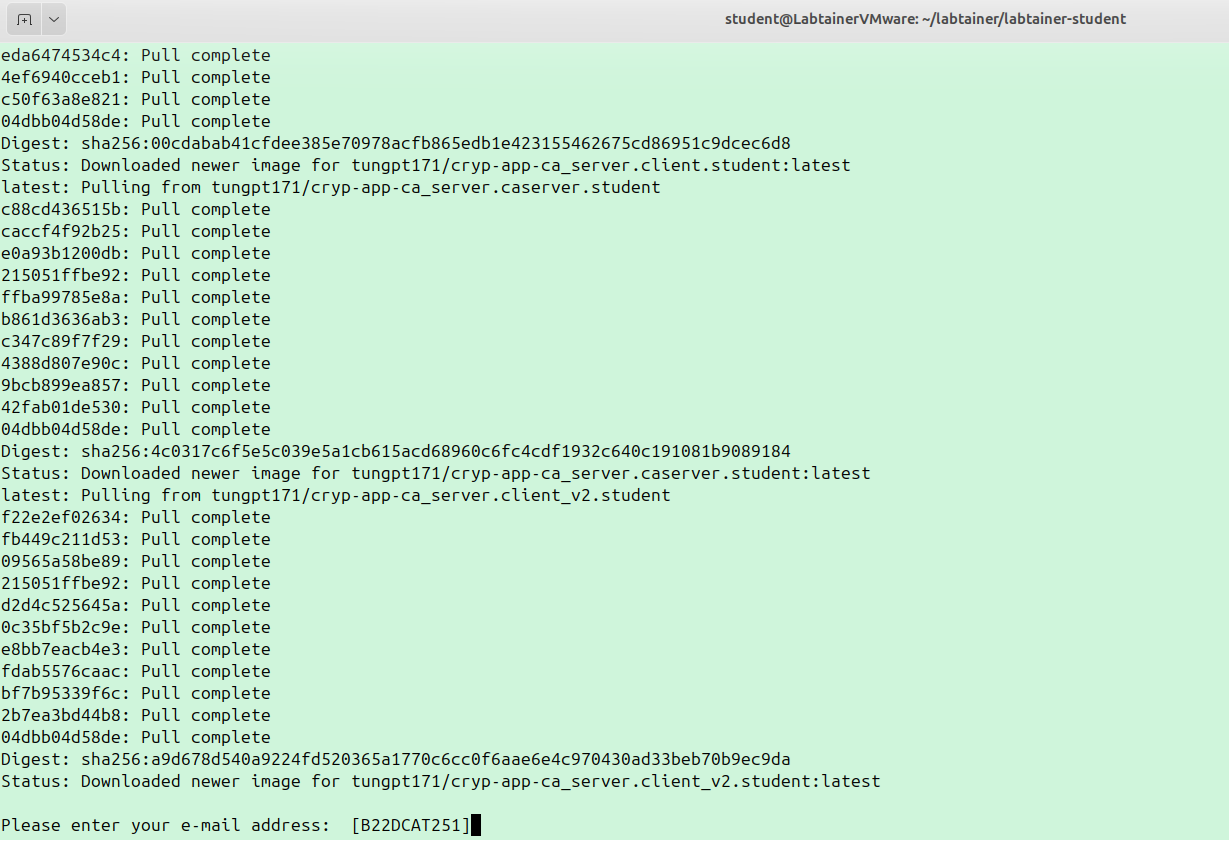 student@LabtainerVMware: ~/labtainer/labtainer-student
eda6474534c4: Pull complete
4ef6940cceb1: Pull complete
c50f63a8e821: Pull complete
04dbb04d58de: Pull complete
Digest: sha256:00cdabab41cfdee385e70978acfb865edb1e423155462675cd86951c9dcec6d8
Status: Downloaded newer image for tungpt171/cryp-app-ca_server.client.student:latest
latest: Pulling from tungpt171/cryp-app-ca_server.caserver.student
c88cd436515b: Pull complete
caccf4f92b25: Pull complete
e0a93b1200db: Pull complete
215051ffbe92: Pull complete
ffba99785e8a: Pull complete
b861d3636ab3: Pull complete
c347c89f7f29: Pull complete
4388d807e90c: Pull complete
9bcb899ea857: Pull complete
42fab01de530: Pull complete
04dbb04d58de: Pull complete
Digest: sha256:4c0317c6f5e5c039e5a1cb615acd68960c6fc4cdf1932c640c191081b9089184
Status: Downloaded newer image for tungpt171/cryp-app-ca_server.caserver.student:latest
latest: Pulling from tungpt171/cryp-app-ca_server.client_v2.student
f22e2ef02634: Pull complete
fb449c211d53: Pull complete
09565a58be89: Pull complete
215051ffbe92: Pull complete
d2d4c525645a: Pull complete
0c35bf5b2c9e: Pull complete
e8bb7eacb4e3: Pull complete
fdab5576caac: Pull complete
bf7b95339f6c: Pull complete
2b7ea3bd44b8: Pull complete
04dbb04d58de: Pull complete
Digest: sha256:a9d678d540a9224fd520365a1770c6cc0f6aae6e4c970430ad33beb70b9ec9da
Status: Downloaded newer image for tungpt171/cryp-app-ca_server.client_v2.student:latest
Please enter your e-mail address:  [B22DCAT251]